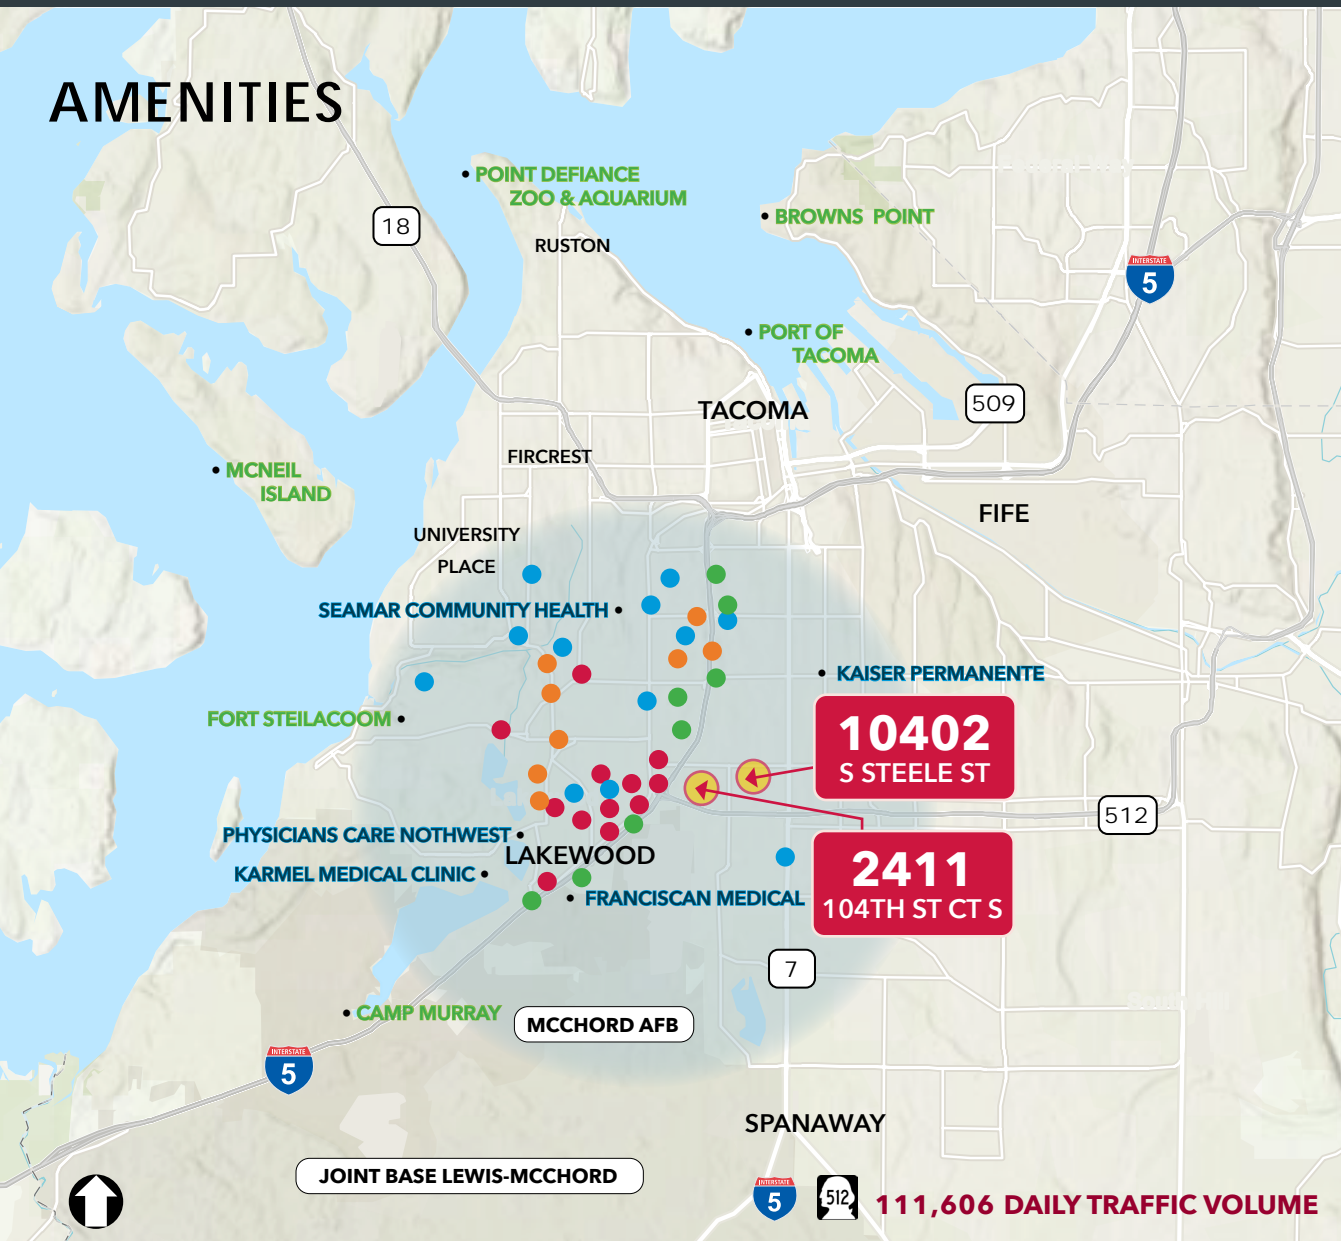 AMENITIES
POINT DEFIANCE
ZOO & AQUARIUM
18
BROWNS POINT
RUSTON
INTERSTATE
5
PORT OF
TACOMA
TACOMA
509
FIRCREST
MCNEIL
ISLAND
FIFE
UNIVERSITY
PLACE
SEAMAR COMMUNITY HEALTH
KAISER PERMANENTE
FORT STEILACOOM
10402
S STEELE ST
512
PHYSICIANS CARE NOTHWEST
LAKEWOOD
KARMEL MEDICAL CLINIC
2411
104TH ST CT S
FRANCISCAN MEDICAL
7
CAMP MURRAY
MCCHORD AFB
INTERSTATE
5
SPANAWAY
JOINT BASE LEWIS-MCCHORD
INTERSTATE
5
512
111,606 DAILY TRAFFIC VOLUME